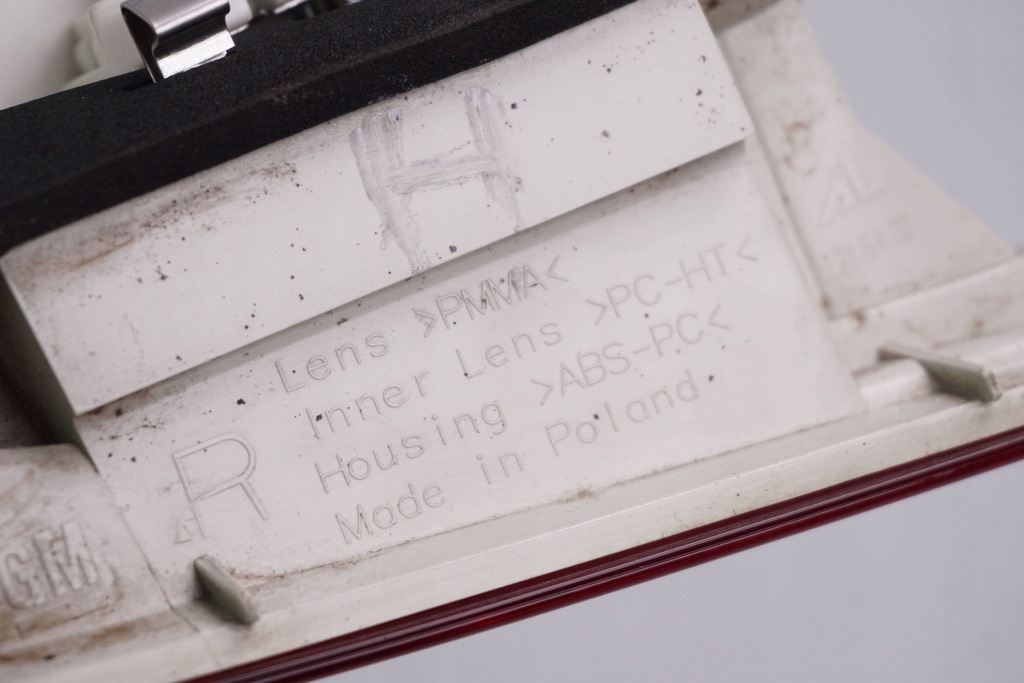 H
Lens >PMMA<
Inner Lens >PC-HT<
Housing >ABS-PC<
Made in Poland
R
GM